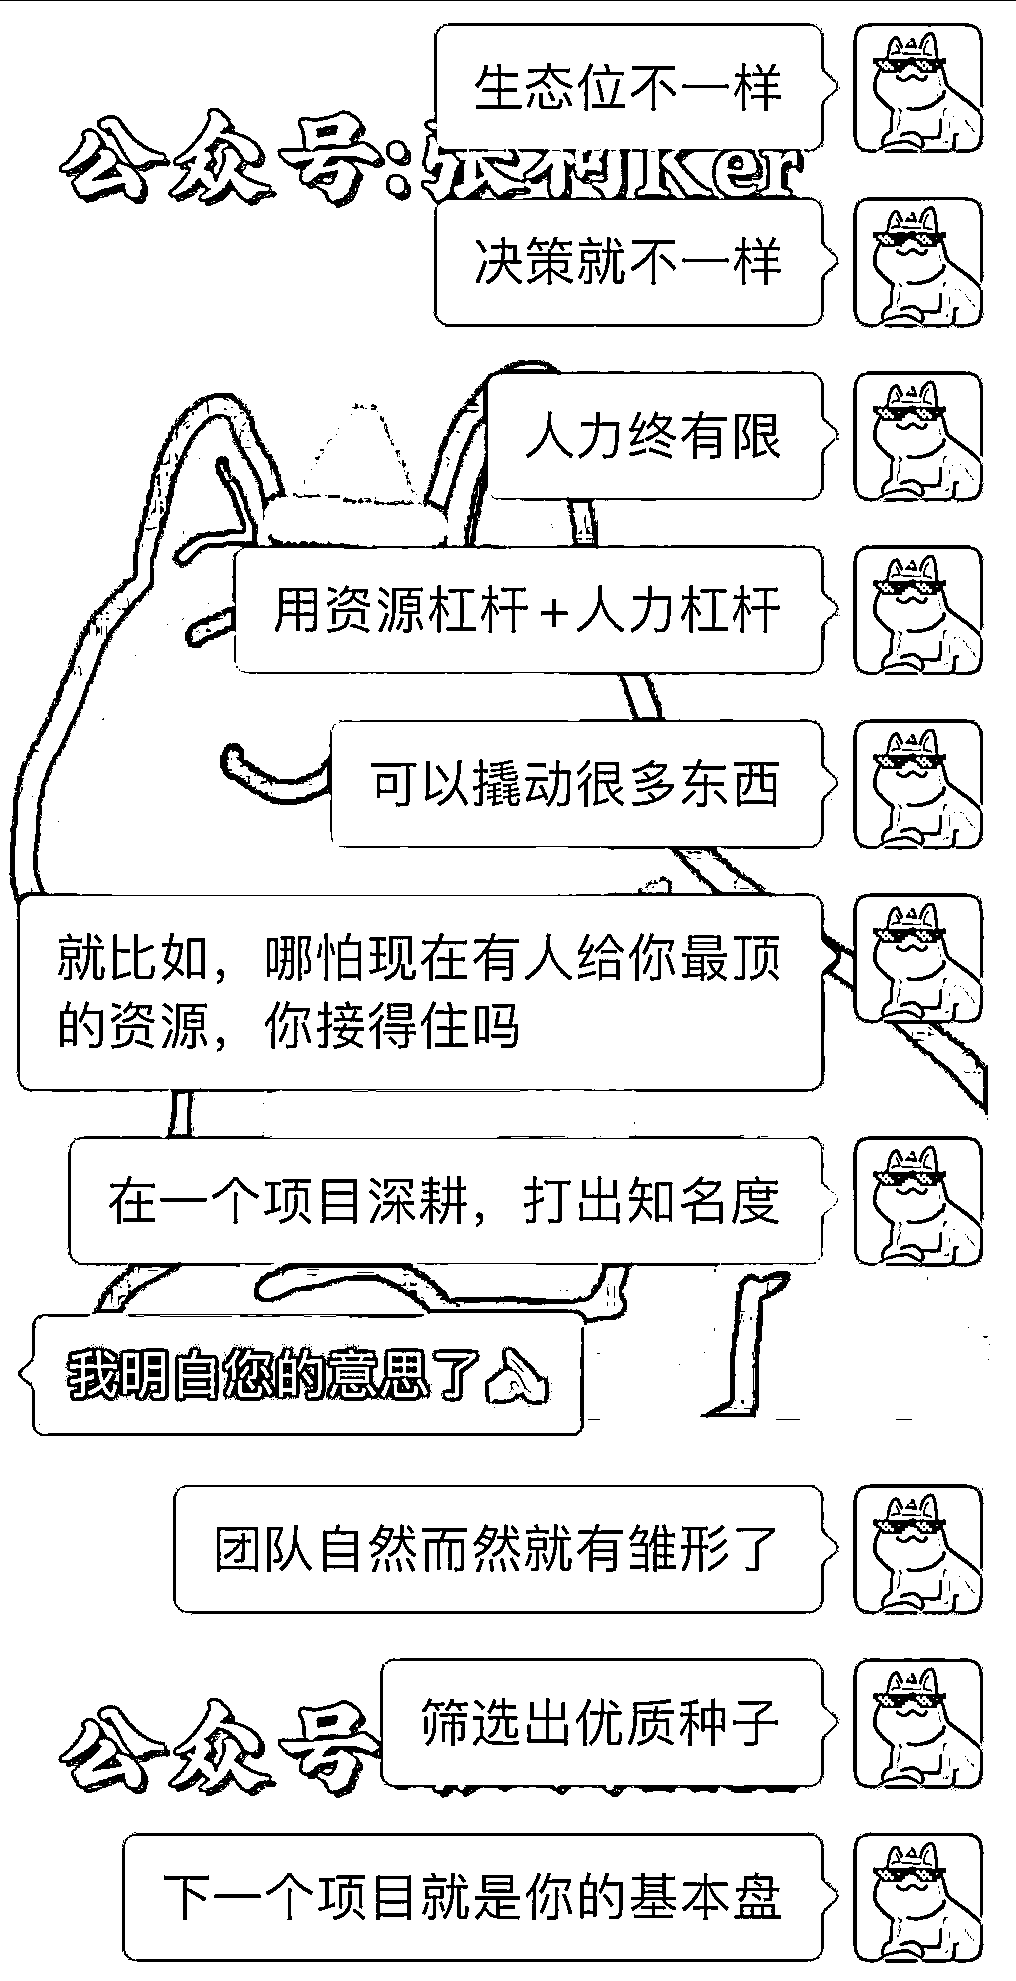 生态位不一样
公众号:张利Ker
决策就不一样
人力终有限
用资源杠杆+人力杠杆
可以撬动很多东西
就比如，哪怕现在有人给你最顶
的资源，你接得住吗
在一个项目深耕，打出知名度
我明白您的意思了
团队自然而然就有雏形了
筛选出优质种子
公众号
下一个项目就是你的基本盘